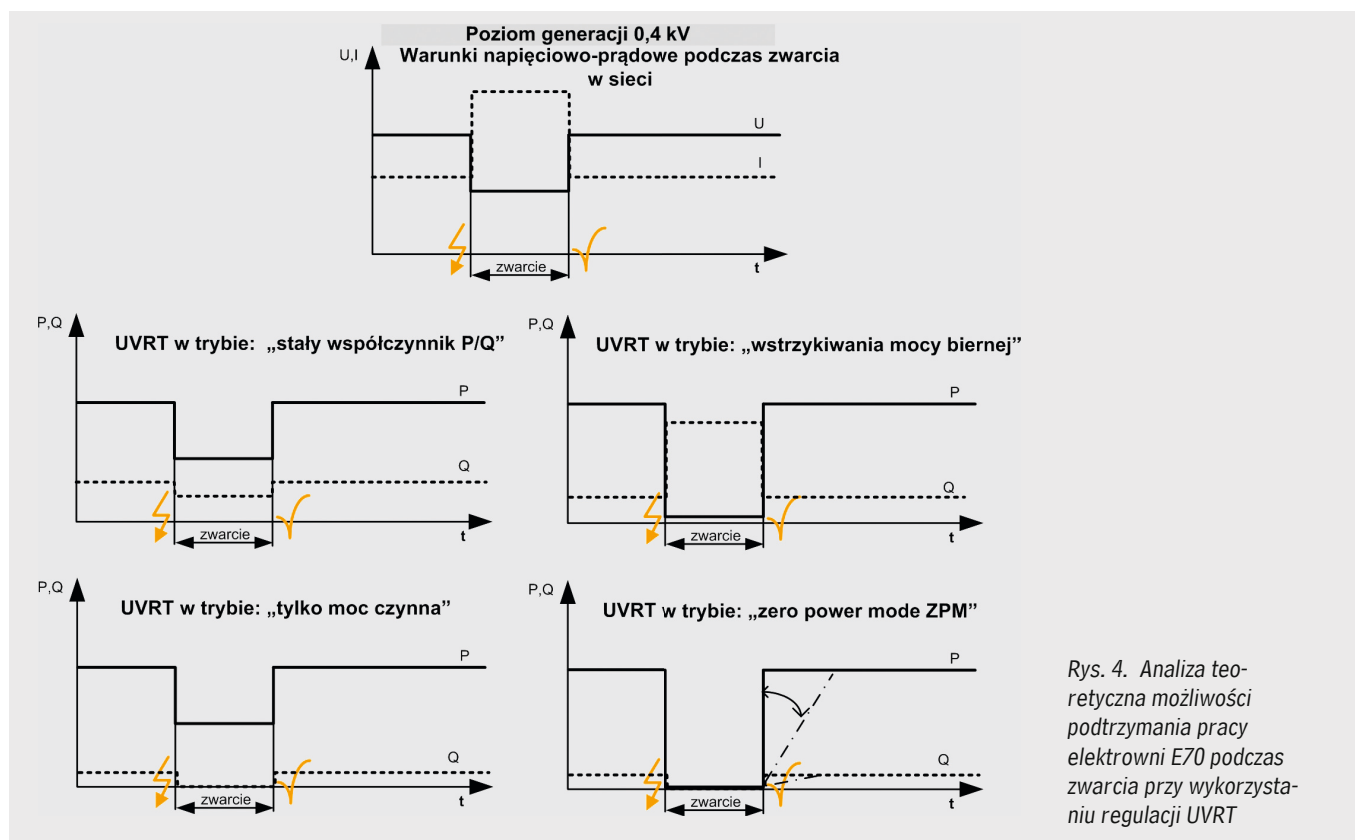 Poziom generacji 0,4 kV
U,I
Warunki napięciowo-prądowe podczas zwarcia
w sieci
U
I
zwarcie
t
P,Q
UVRT w trybie: „stały współczynnik P/Q”
P
Q
zwarcie
t
P,Q
UVRT w trybie: „wstrzykiwania mocy biernej”
P
Q
zwarcie
t
P,Q
UVRT w trybie: „tylko moc czynna”
P
Q
zwarcie
t
P,Q
UVRT w trybie: „zero power mode ZPM”
P
Q
zwarcie
t
Rys. 4. Analiza teo-
retyczna możliwości
podtrzymania pracy
elektrowni E70 podczas
zwarcia przy wykorzysta-
niu regulacji UVRT